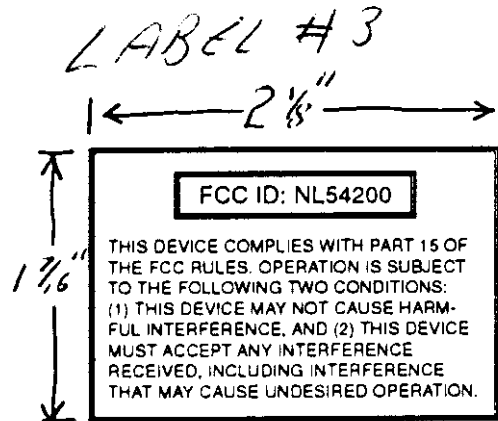 LABEL #3
2 1/8"
1 7/16"
FCC ID: NL54200
THIS DEVICE COMPLIES WITH PART 15 OF
THE FCC RULES. OPERATION IS SUBJECT
TO THE FOLLOWING TWO CONDITIONS:
(1) THIS DEVICE MAY NOT CAUSE HARM-
FUL INTERFERENCE, AND (2) THIS DEVICE
MUST ACCEPT ANY INTERFERENCE
RECEIVED, INCLUDING INTERFERENCE
THAT MAY CAUSE UNDESIRED OPERATION.